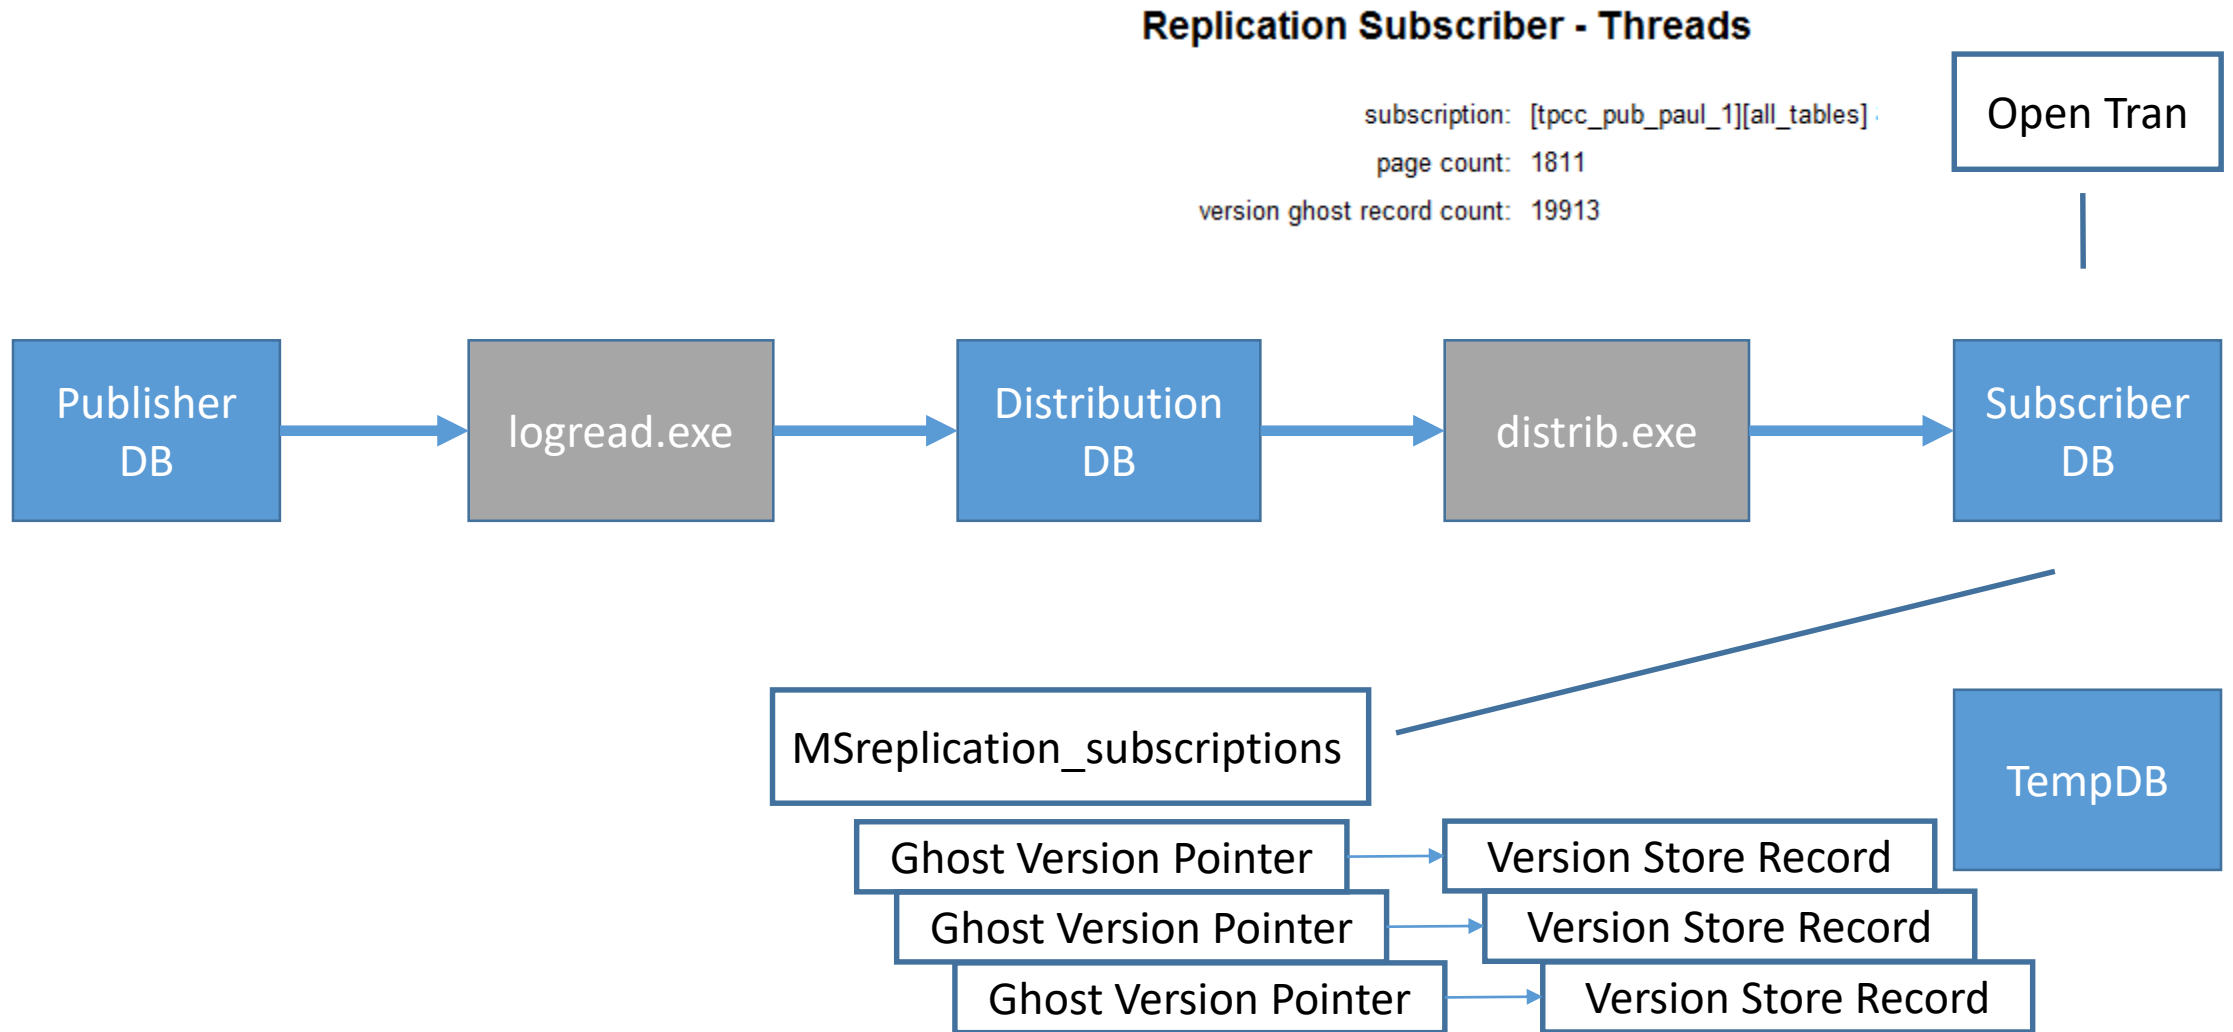 Replication Subscriber - Threads
subscription: [tpcc_pub_paul_1][all_tables]
page count: 1811
version ghost record count: 19913
Open Tran
Publisher
DB
logread.exe
Distribution
DB
distrib.exe
Subscriber
DB
MSreplication_subscriptions
TempDB
Ghost Version Pointer
Version Store Record
Ghost Version Pointer
Version Store Record
Ghost Version Pointer
Version Store Record